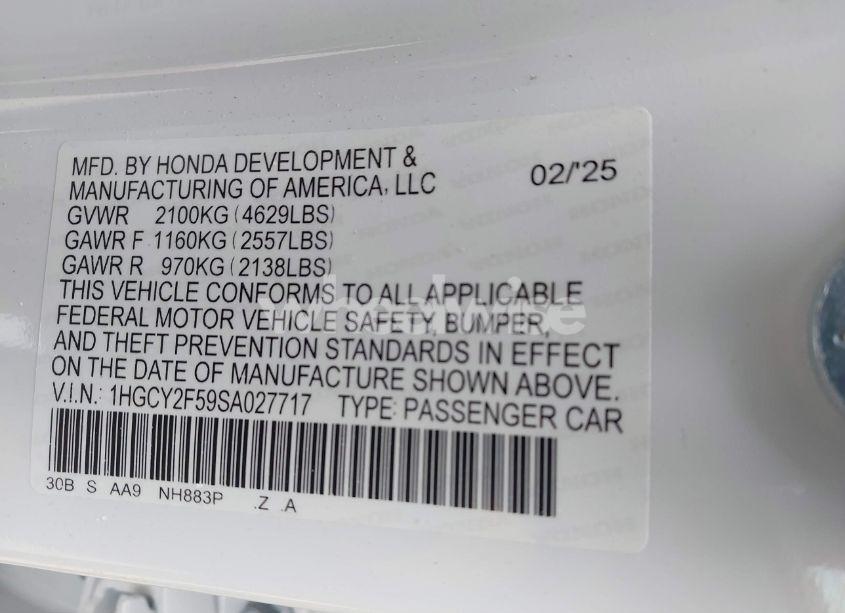 MFD. BY HONDA DEVELOPMENT &
MANUFACTURING OF AMERICA, LLC 02/'25
GVWR 2100KG (4629LBS)
GAWR F 1160KG (2557LBS)
GAWR R 970KG (2138LBS)
THIS VEHICLE CONFORMS TO ALL APPLICABLE
FEDERAL MOTOR VEHICLE SAFETY, BUMPER,
AND THEFT PREVENTION STANDARDS IN EFFECT
ON THE DATE OF MANUFACTURE SHOWN ABOVE.
V.I.N.: 1HGCY2F59SA027717 TYPE: PASSENGER CAR
30B S AA9 NH883P .Z .A